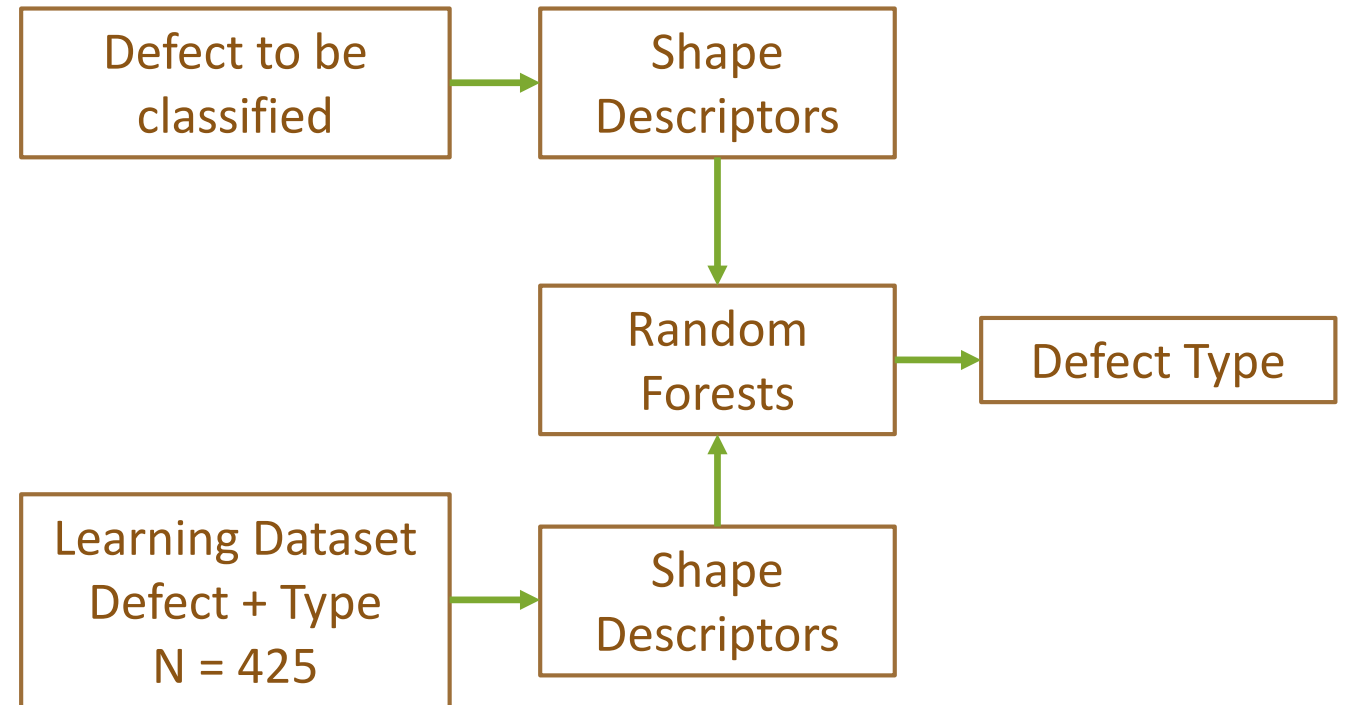 Defect to be
classified
Shape
Descriptors
Random
Forests
Defect Type
Learning Dataset
Defect + Type
N = 425
Shape
Descriptors